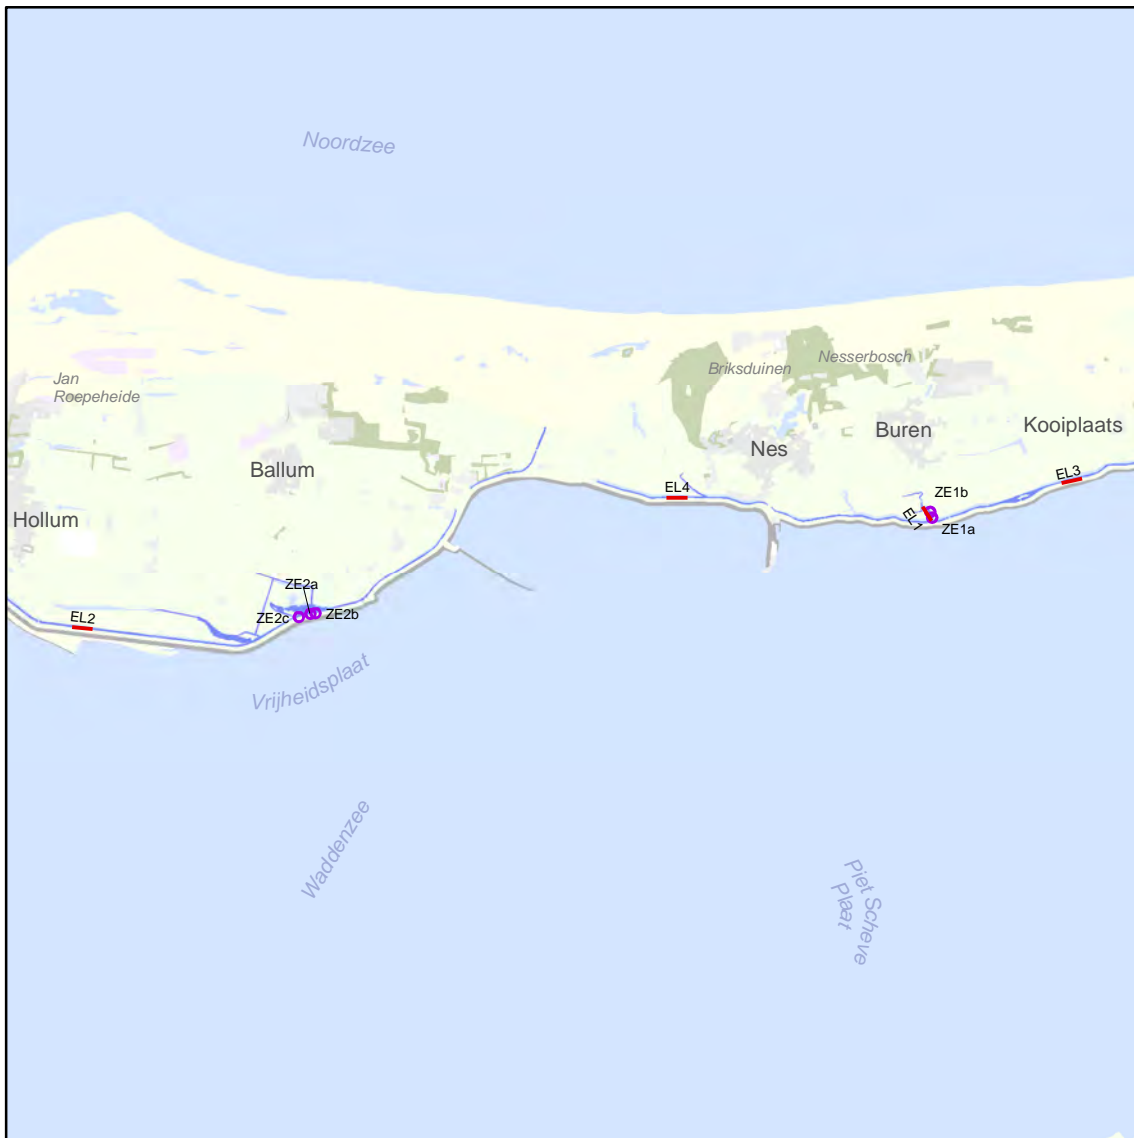 Noordzee
Jan
Roepeheide
Briksduinen
Nesserbosch
Kooiplaats
Buren
Nes
Ballum
Hollum
EL4
EL3
ZE1b
EL1
ZE1a
ZE2a
ZE2c
ZE2b
EL2
Vrijheidsplaat
Waddenzee
Piet Scheve
Plaat